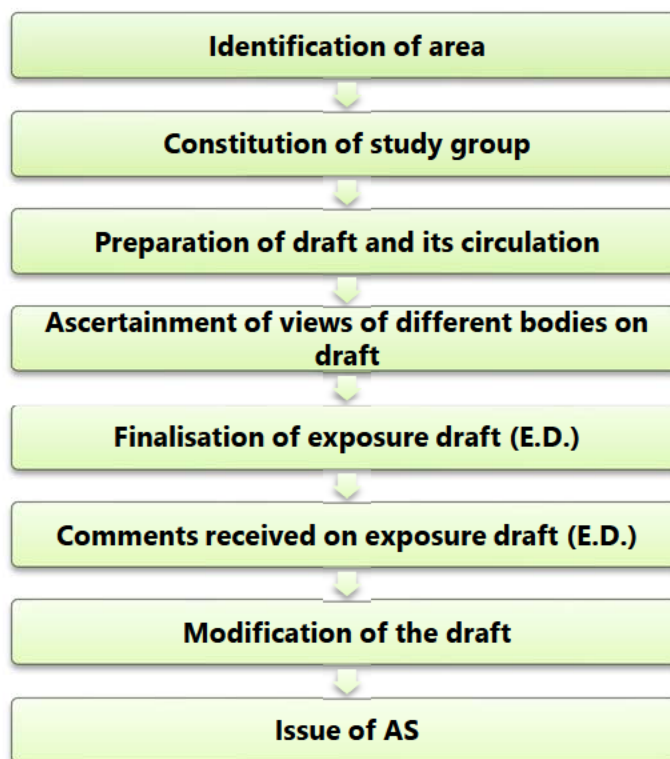 Identification of area
Constitution of study group
Preparation of draft and its circulation
Ascertainment of views of different bodies on
draft
Finalisation of exposure draft (E.D.)
Comments received on exposure draft (E.D.)
Modification of the draft
Issue of AS